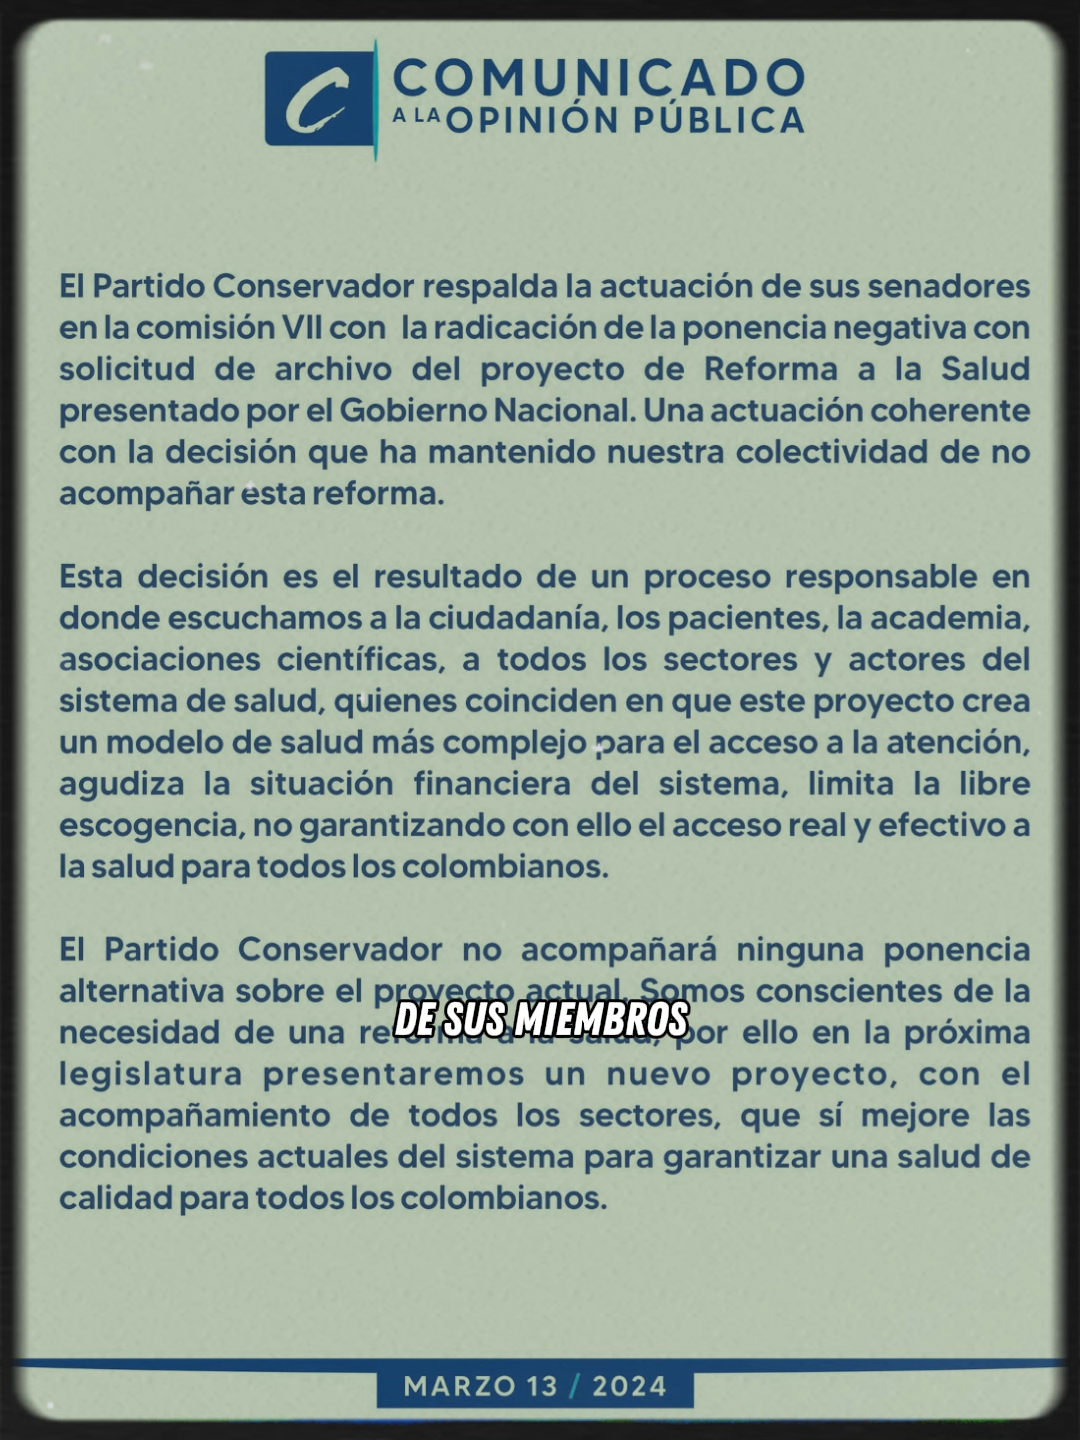 C
COMUNICADO
A LA OPINIÓN PÚBLICA
El Partido Conservador respalda la actuación de sus senadores
en la comisión VII con la radicación de la ponencia negativa con
solicitud de archivo del proyecto de Reforma a la Salud
presentado por el Gobierno Nacional. Una actuación coherente
con la decisión que ha mantenido nuestra colectividad de no
acompañar esta reforma.
Esta decisión es el resultado de un proceso responsable en
donde escuchamos a la ciudadanía, los pacientes, la academia,
asociaciones científicas, a todos los sectores y actores del
sistema de salud, quienes coinciden en que este proyecto crea
un modelo de salud más complejo para el acceso a la atención,
agudiza la situación financiera del sistema, limita la libre
escogencia, no garantizando con ello el acceso real y efectivo a
la salud para todos los colombianos.
El Partido Conservador no acompañará ninguna ponencia
alternativa sobre el proyecto actual. Somos conscientes de la
DE SUS MIEMBROS
necesidad de una reforma a la salud, por ello en la próxima
legislatura presentaremos un nuevo proyecto, con el
acompañamiento de todos los sectores, que sí mejore las
condiciones actuales del sistema para garantizar una salud de
calidad para todos los colombianos.
MARZO 13 / 2024